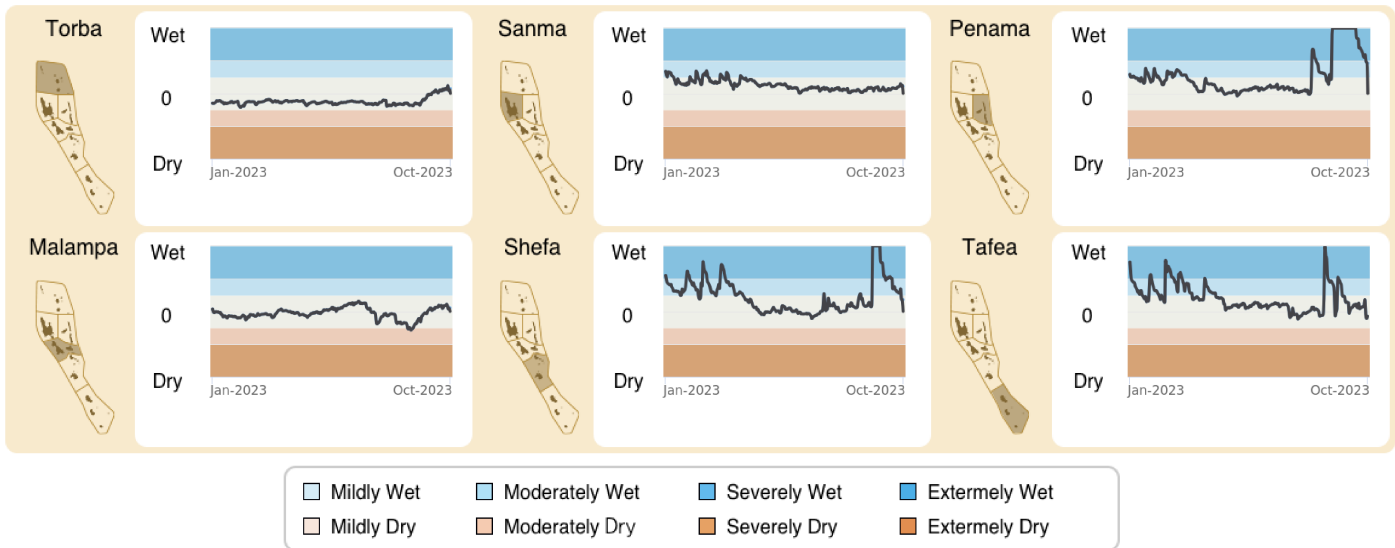 Torba
Wet
0
Dry
Jan-2023 Oct-2023
Sanma
Wet
0
Dry
Jan-2023 Oct-2023
Penama
Wet
0
Dry
Jan-2023 Oct-2023
Malampa
Wet
0
Dry
Jan-2023 Oct-2023
Shefa
Wet
0
Dry
Jan-2023 Oct-2023
Tafea
Wet
0
Dry
Jan-2023 Oct-2023
Mildly Wet Moderately Wet Severely Wet Extermely Wet
Mildly Dry Moderately Dry Severely Dry Extermely Dry